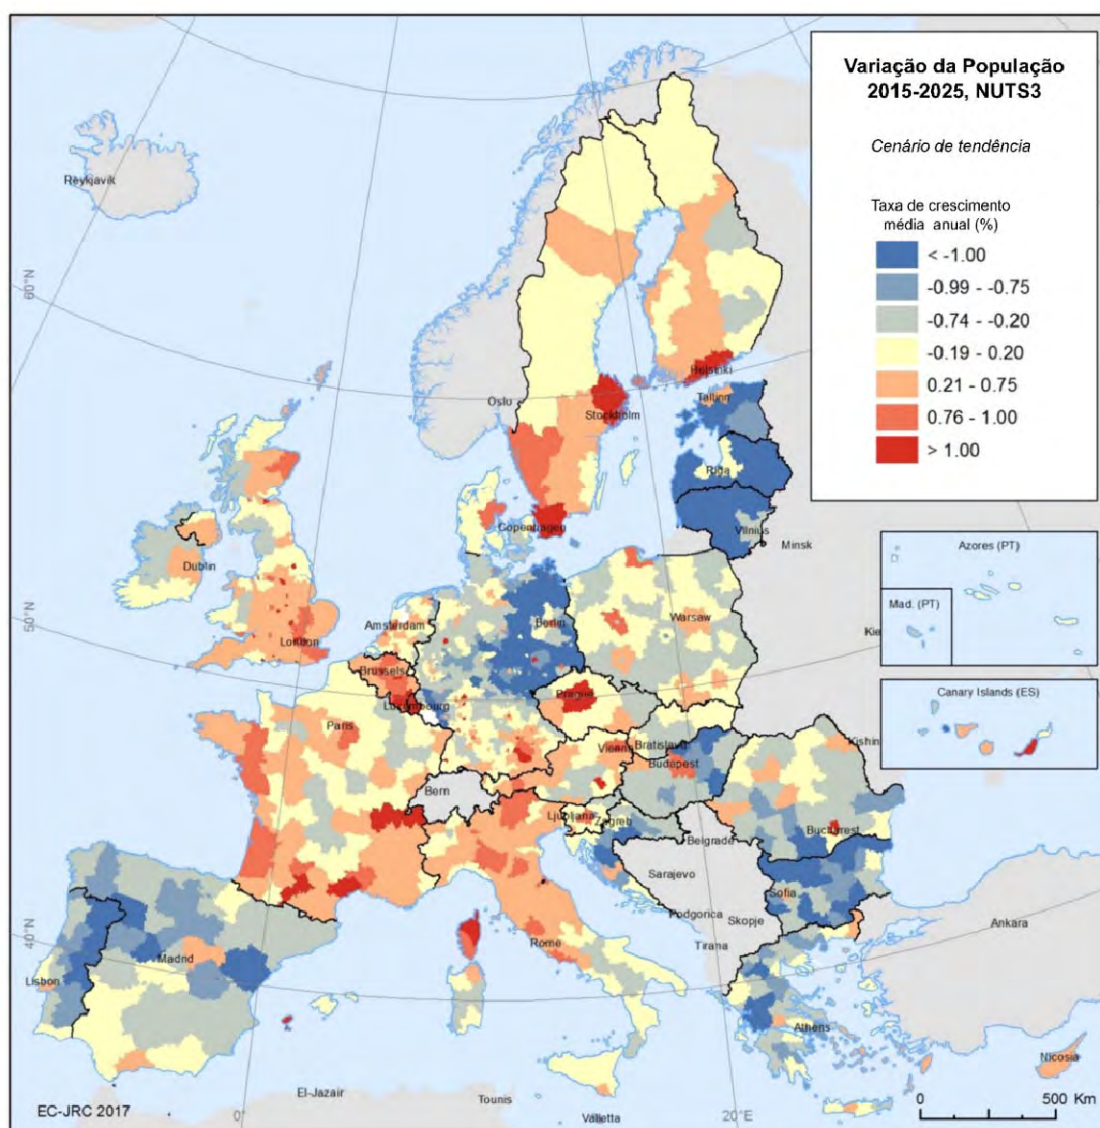 Variação da População
2015-2025, NUTS3
Cenário de tendência
Taxa de crescimento
média anual (%)
< -1.00
-0.99 - -0.75
-0.74 - -0.20
-0.19 - 0.20
0.21 - 0.75
0.76 - 1.00
> 1.00
Reykjavik
60°N
Oslo
Helsinki
Tallinn
Stockholm
Riga
Copenhagen
Vilnius
Minsk
Azores (PT)
Dublin
Mad. (PT)
50°N
Amsterdam
Berlin
Warsaw
London
Kie
Brussels
Canary Islands (ES)
Luxembourg
Prague
Paris
Vienna
Bratislava
Kishin
Budapest
Bern
Ljubljana
Zagreb
Bucharest
Belgrade
Sarajevo
Sofia
Podgorica
Skopje
Ankara
40°N
Rome
Tirana
Madrid
Lisbon
Athens
Nicosia
El-Jazair
Tounis
EC-JRC 2017
0°
Valletta
20°E
0 500 Km